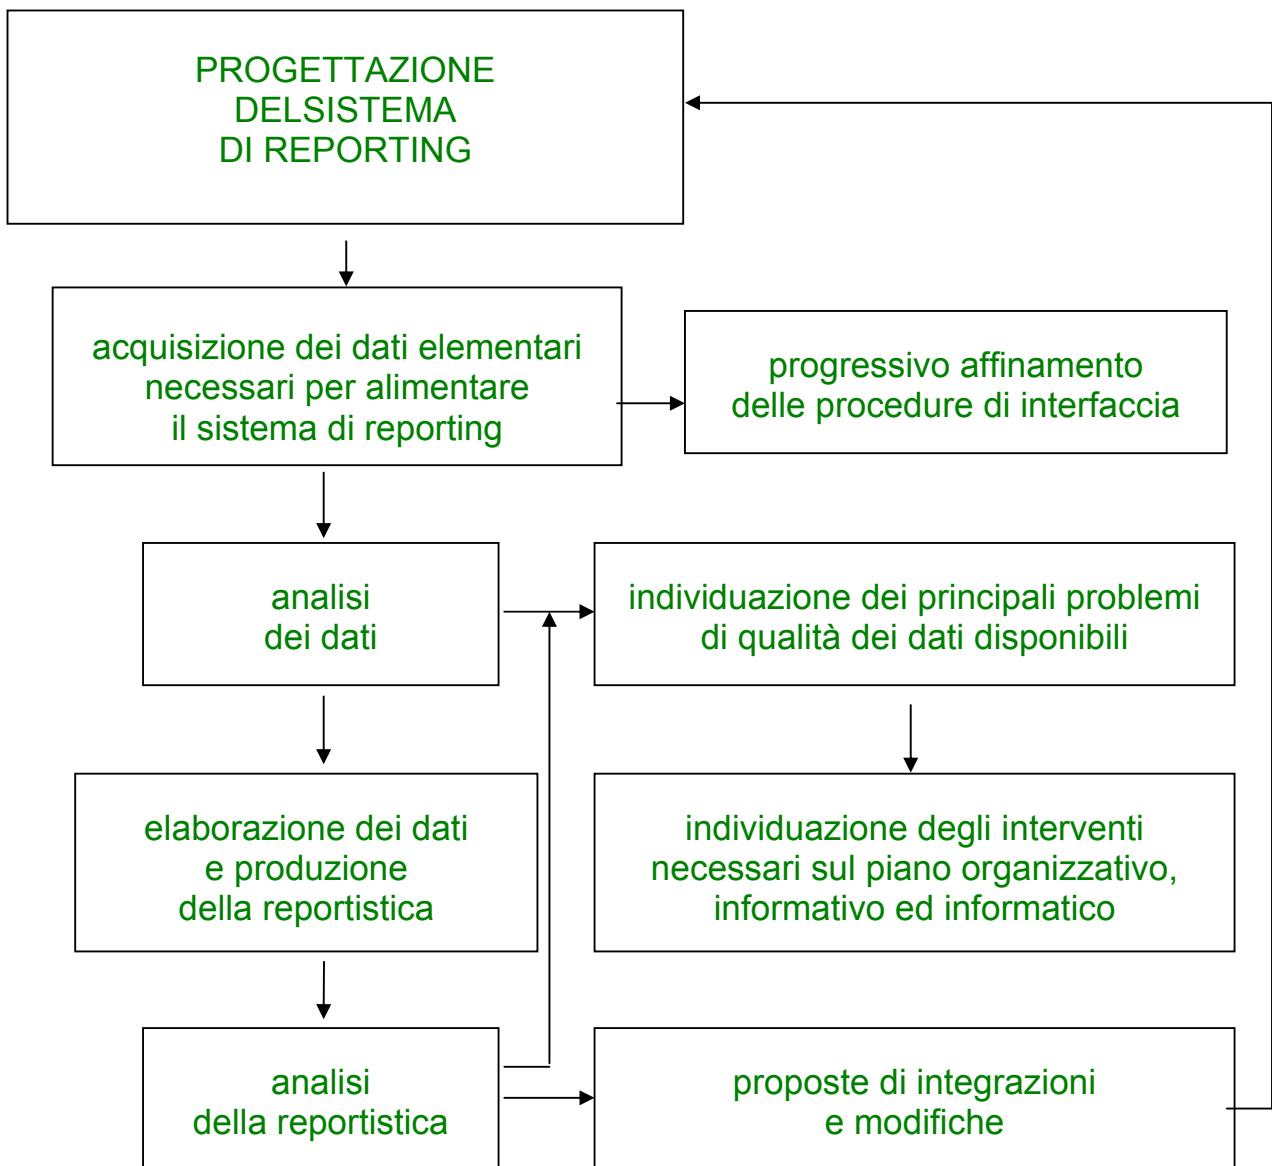 PROGETTAZIONE
DELSISTEMA
DI REPORTING
acquisizione dei dati elementari
necessari per alimentare
il sistema di reporting
progressivo affinamento
delle procedure di interfaccia
analisi
dei dati
individuazione dei principali problemi
di qualità dei dati disponibili
elaborazione dei dati
e produzione
della reportistica
individuazione degli interventi
necessari sul piano organizzativo,
informativo ed informatico
analisi
della reportistica
proposte di integrazioni
e modifiche